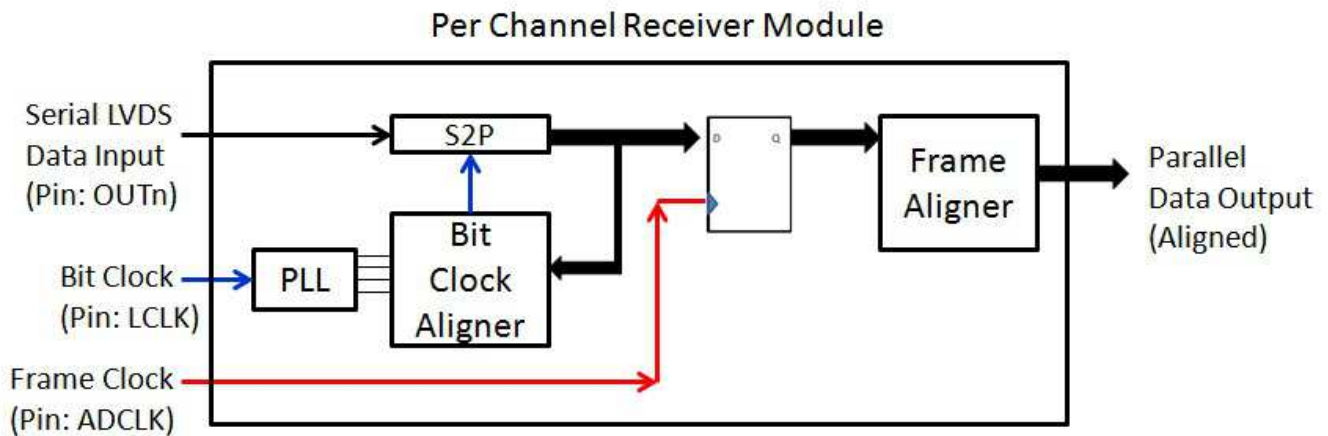 Per Channel Receiver Module
Serial LVDS
Data Input
(Pin: OUTn)
S2P
D
Q
Frame
Aligner
Parallel
Data Output
(Aligned)
Bit Clock
(Pin: LCLK)
PLL
Bit
Clock
Aligner
Frame Clock
(Pin: ADCLK)